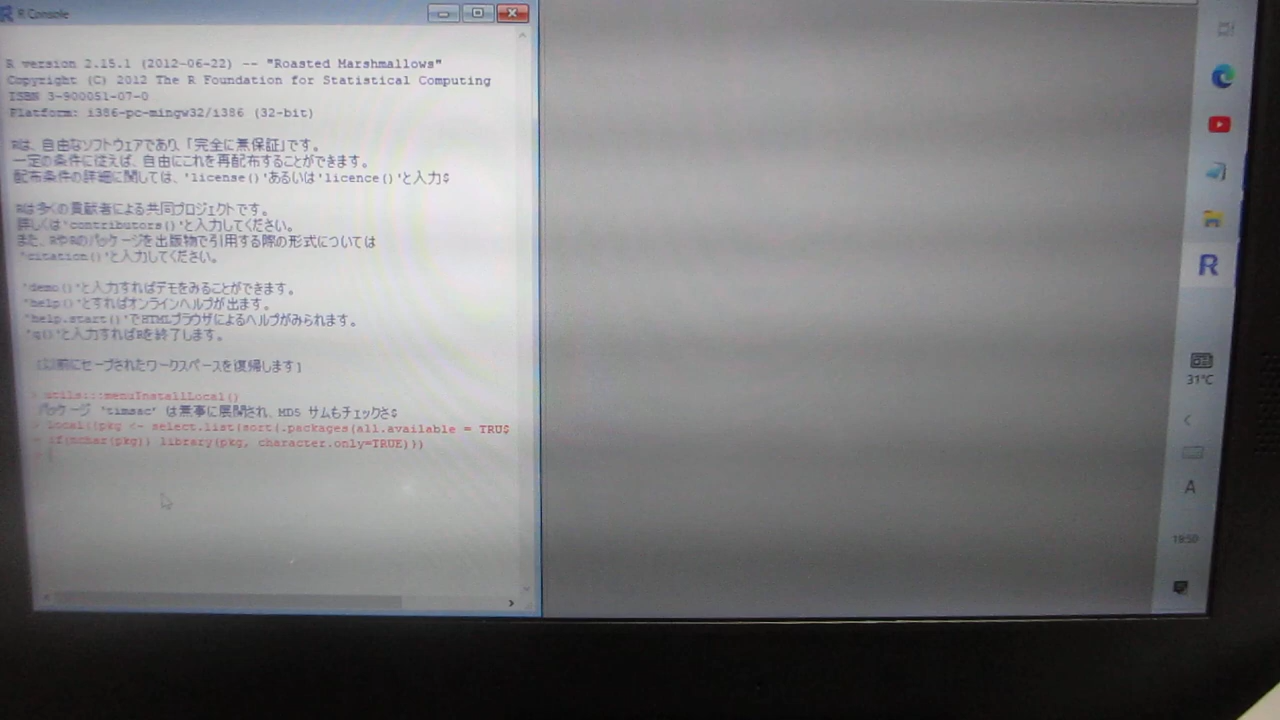 R Console
R version 2.15.1 (2012-06-22) -- "Roasted Marshmallows"
Copyright (C) 2012 The R Foundation for Statistical Computing
ISBN 3-900051-07-0
Platform: i386-pc-mingw32/i386 (32-bit)
Rは、自由なソフトウェアであり、「完全に無保証」です。
一定の条件に従えば、自由にこれを再配布することができます。
配布条件の詳細に関しては、'license()'あるいは'licence()'と入力$
Rは多くの貢献者による共同プロジェクトです。
詳しくは'contributors()'と入力してください。
また、RやRのパッケージを出版物で引用する際の形式については
'citation()'と入力してください。
'demo()'と入力すればデモをみることができます。
'help()'とすればオンラインヘルプが出ます。
'help.start()'でHTMLブラウザによるヘルプがみられます。
'q()'と入力すればRを終了します。
[以前にセーブされたワークスペースを復帰します]
> utils:::menuInstallLocal()
パッケージ 'timsac' は無事に展開され、MD5 サムもチェックさ$
> local({pkg <- select.list(sort(.packages(all.available = TRU$
+ if(nchar(pkg)) library(pkg, character.only=TRUE)})
>
R
31℃
A
18:50